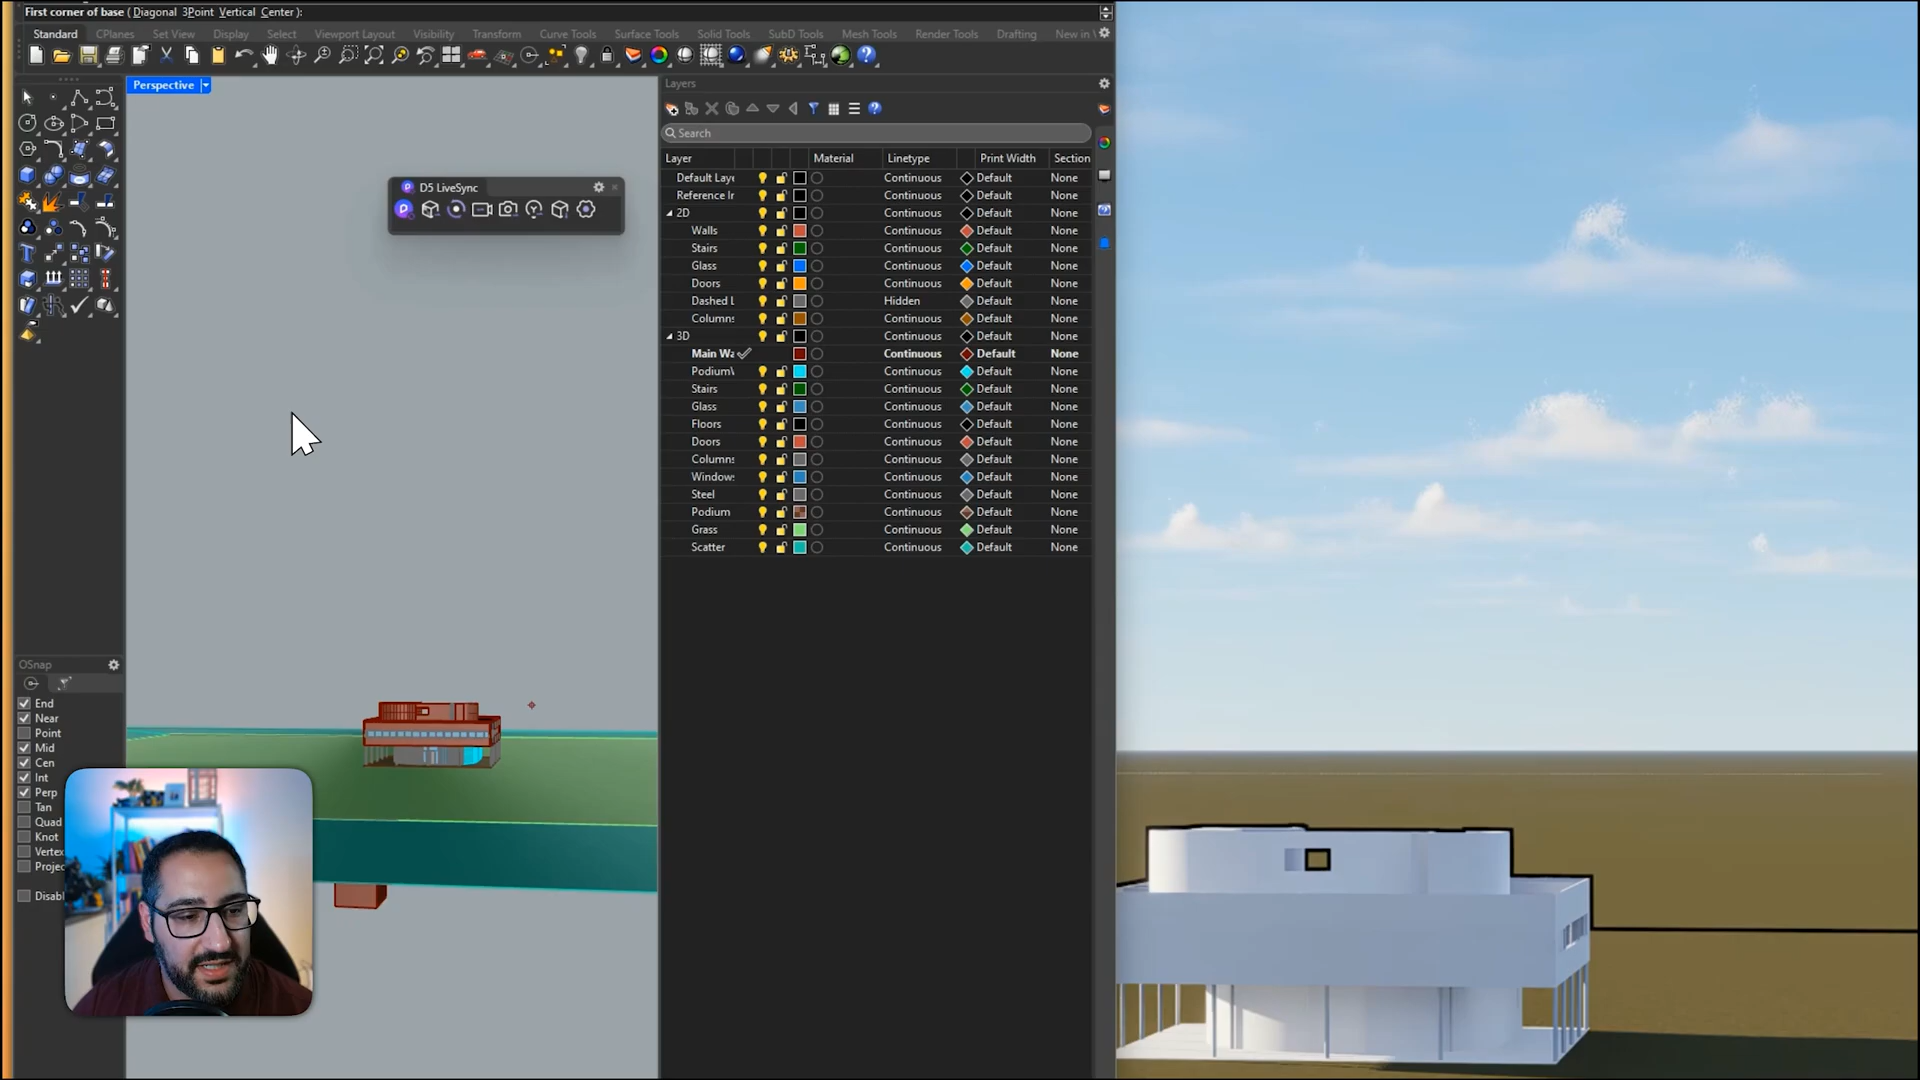 First corner of base ( Diagonal 3Point Vertical Center ):
Standard CPlanes Set View Display Select Viewport Layout Visibility Transform Curve Tools Surface Tools Solid Tools SubD Tools Mesh Tools Render Tools Drafting New in
Perspective
Layers
Search
Layer Material Linetype Print Width Section
Default Laye Continuous Default None
Reference Ir Continuous Default None
2D Continuous Default None
Walls Continuous Default None
Stairs Continuous Default None
Glass Continuous Default None
Doors Continuous Default None
Dashed L Hidden Default None
Columns Continuous Default None
3D Continuous Default None
Main Wa Continuous Default None
Podium Continuous Default None
Stairs Continuous Default None
Glass Continuous Default None
Floors Continuous Default None
Doors Continuous Default None
Columns Continuous Default None
Windows Continuous Default None
Steel Continuous Default None
Podium Continuous Default None
Grass Continuous Default None
Scatter Continuous Default None
D5 LiveSync
OSnap
End
Near
Point
Mid
Cen
Int
Perp
Tan
Quad
Knot
Vertex
Projec
Disabl